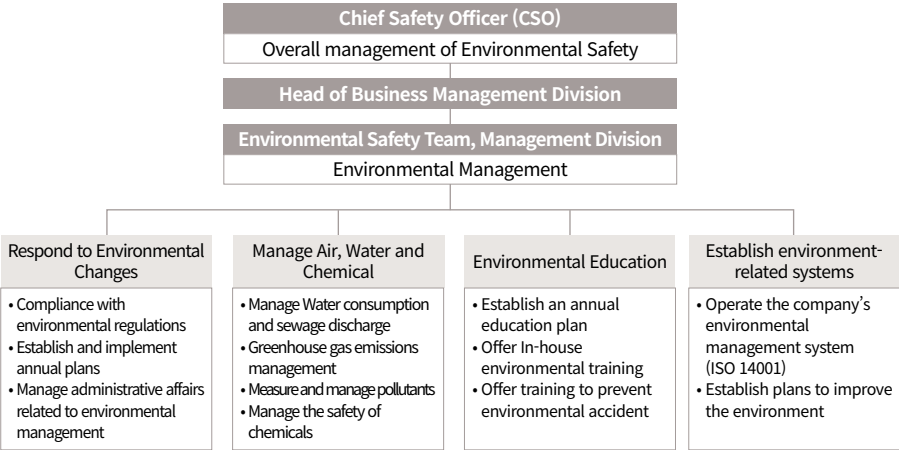 Chief Safety Officer (CSO)
Overall management of Environmental Safety
Head of Business Management Division
Environmental Safety Team, Management Division
Environmental Management
Respond to Environmental
Changes
• Compliance with
environmental regulations
• Establish and implement
annual plans
• Manage administrative affairs
related to environmental
management
Manage Air, Water and
Chemical
• Manage Water consumption
and sewage discharge
• Greenhouse gas emissions
management
• Measure and manage pollutants
• Manage the safety of
chemicals
Environmental Education
• Establish an annual
education plan
• Offer In-house
environmental training
• Offer training to prevent
environmental accident
Establish environment-
related systems
• Operate the company’s
environmental
management system
(ISO 14001)
• Establish plans to improve
the environment